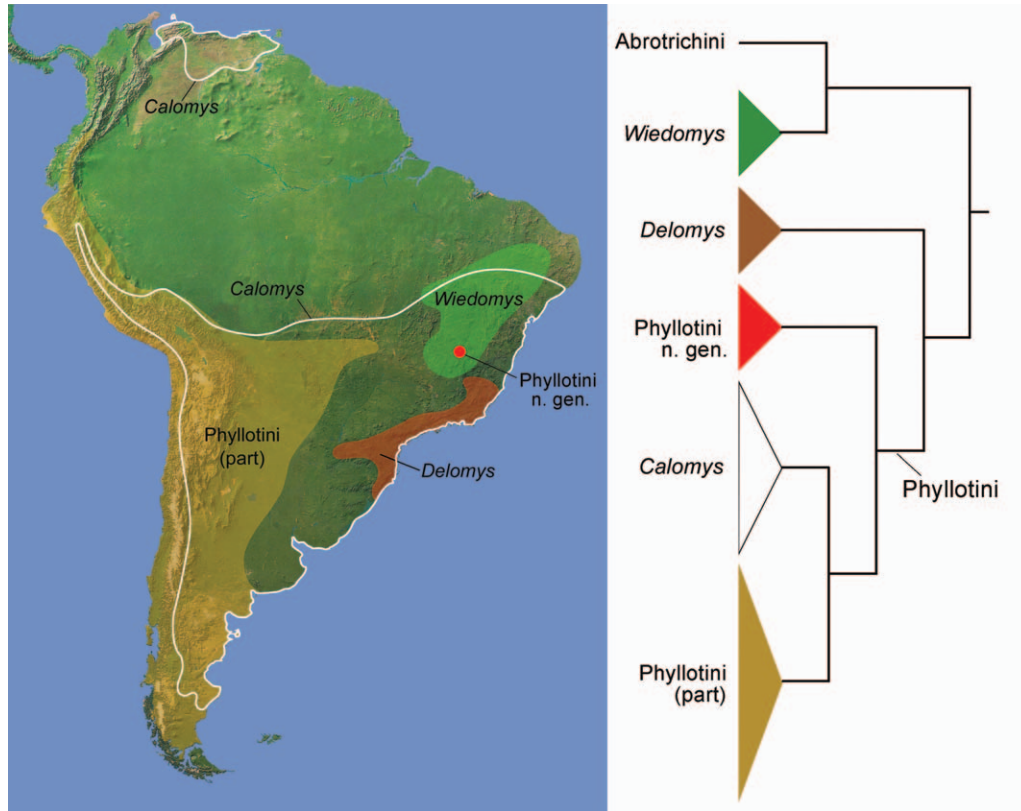 Calomys
Calomys
Wiedomys
Phyllotini
n. gen.
Phyllotini
(part)
Delomys
Abrotrichini
Wiedomys
Delomys
Phyllotini
n. gen.
Calomys
Phyllotini
Phyllotini
(part)